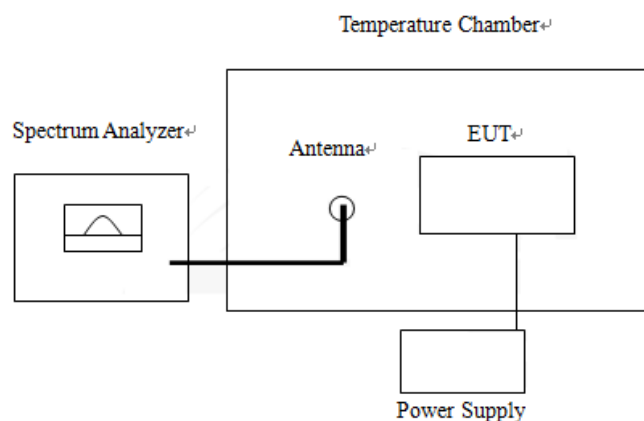 Temperature Chamber↵
Spectrum Analyzer↵
Antenna↵
EUT↵
Power Supply